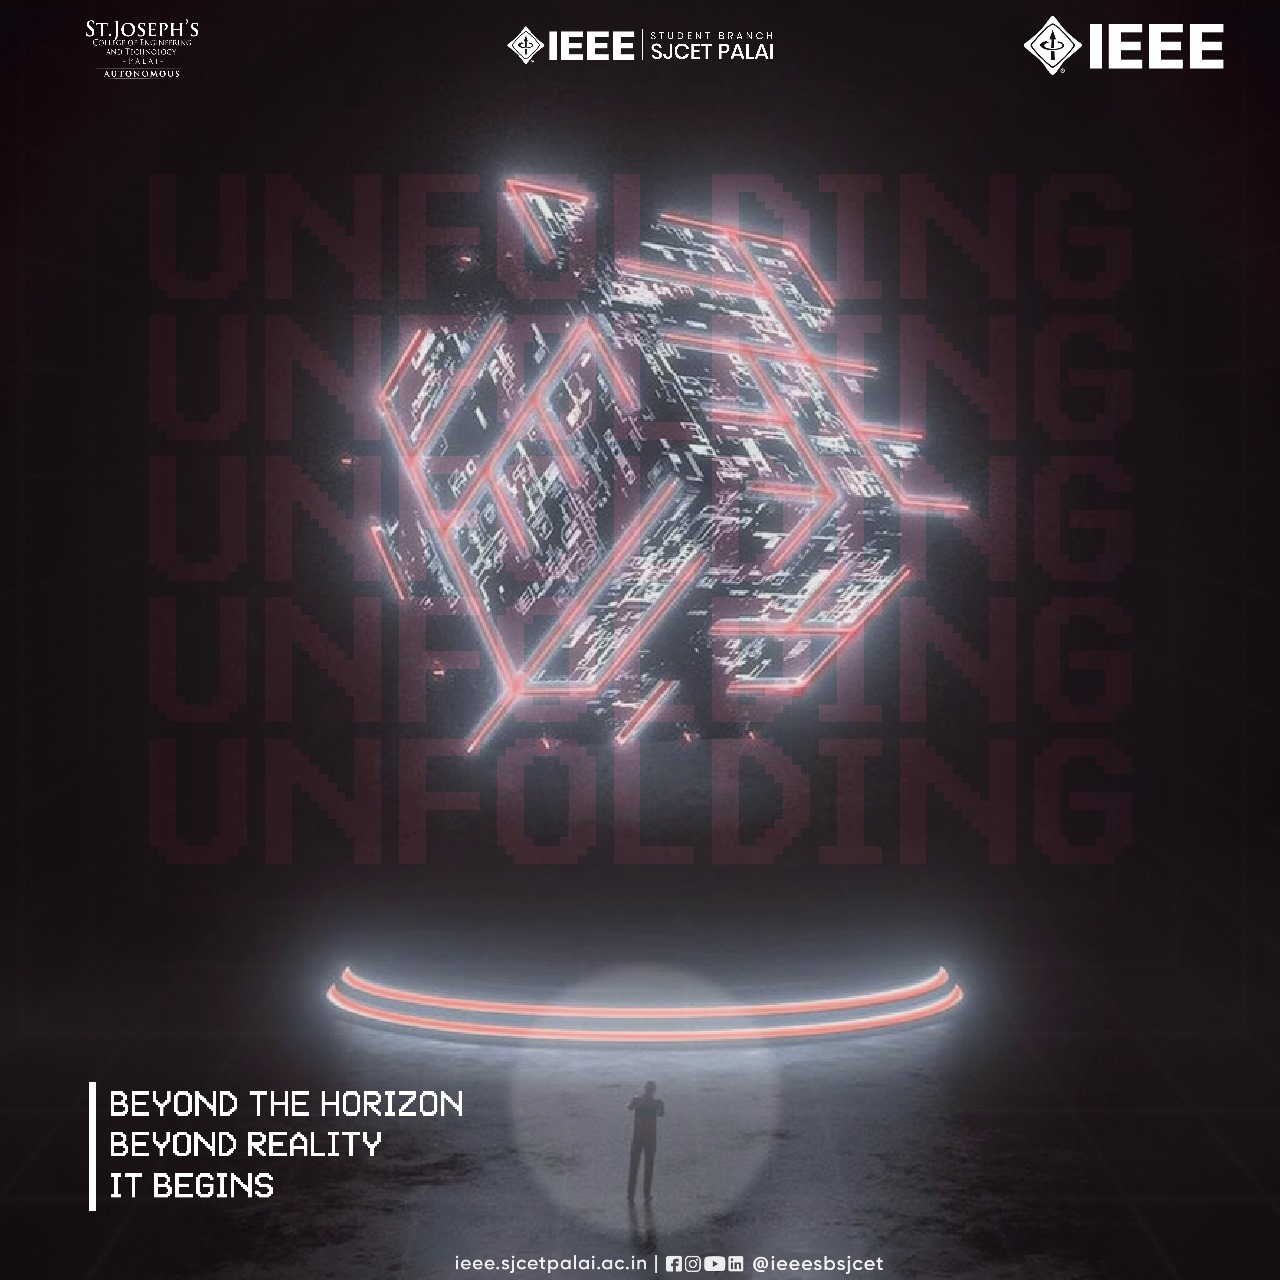 ST.JOSEPH'S
COLLEGE OF ENGINEERING
AND TECHNOLOGY
- PALAI -
AUTONOMOUS
IEEE STUDENT BRANCH
SJCET PALAI
IEEE
UNFOLDING
UNFOLDING
UNFOLDING
UNFOLDING
UNFOLDING
BEYOND THE HORIZON
BEYOND REALITY
IT BEGINS
ieee.sjcetpalai.ac.in | @ieeesbsjcet